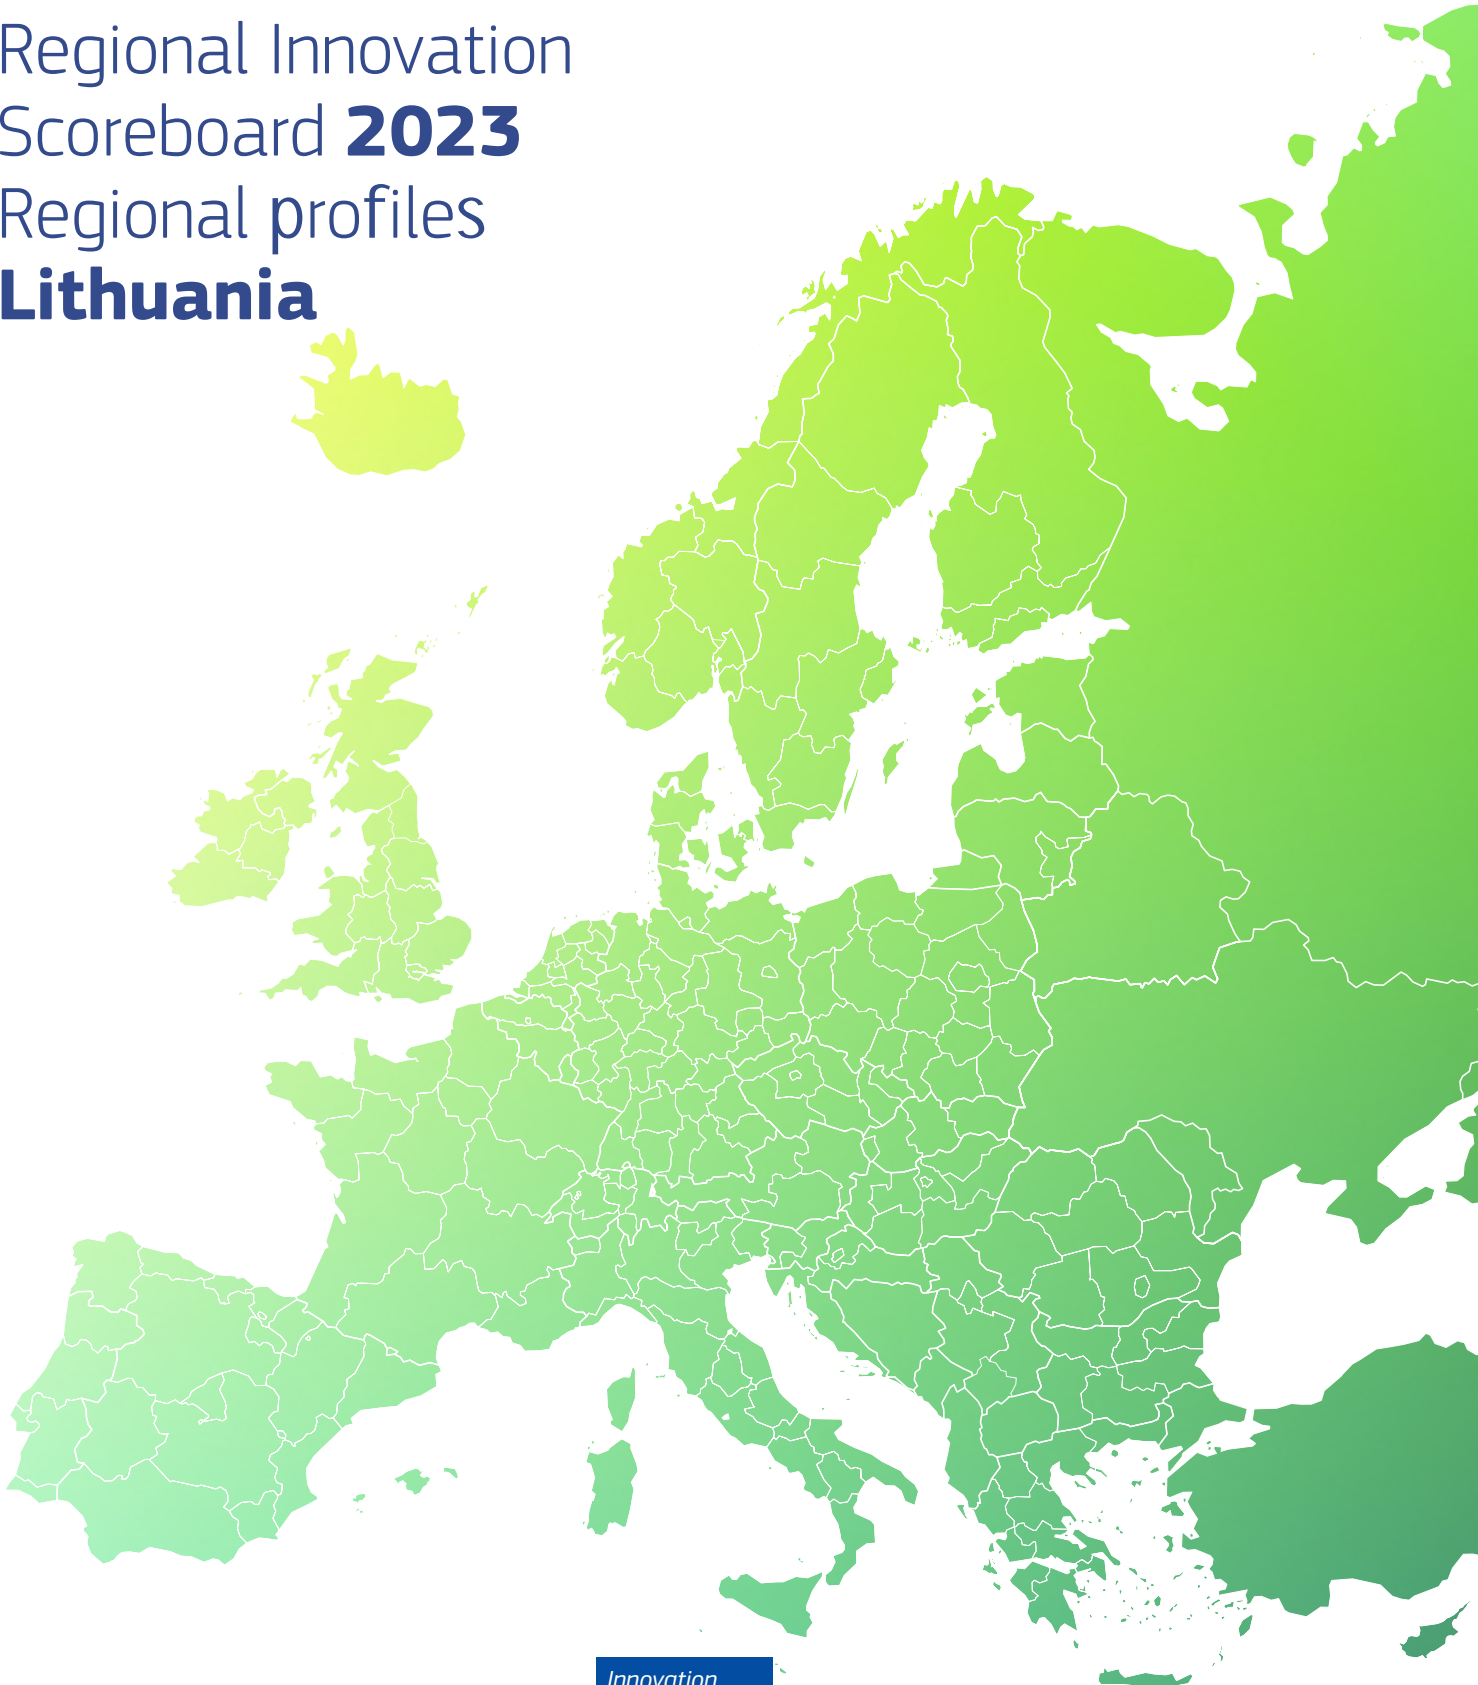 Regional Innovation
Scoreboard 2023
Regional profiles
Lithuania
Innovation